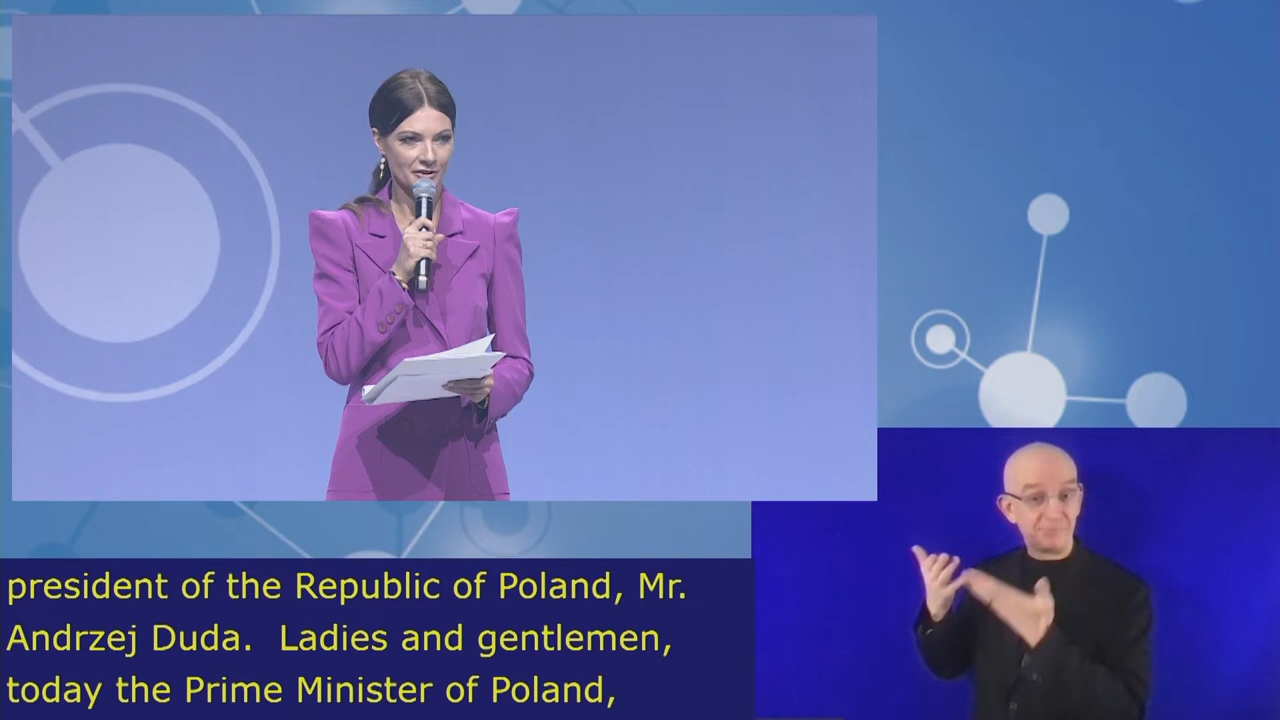 president of the Republic of Poland, Mr.
Andrzej Duda.  Ladies and gentlemen,
today the Prime Minister of Poland,